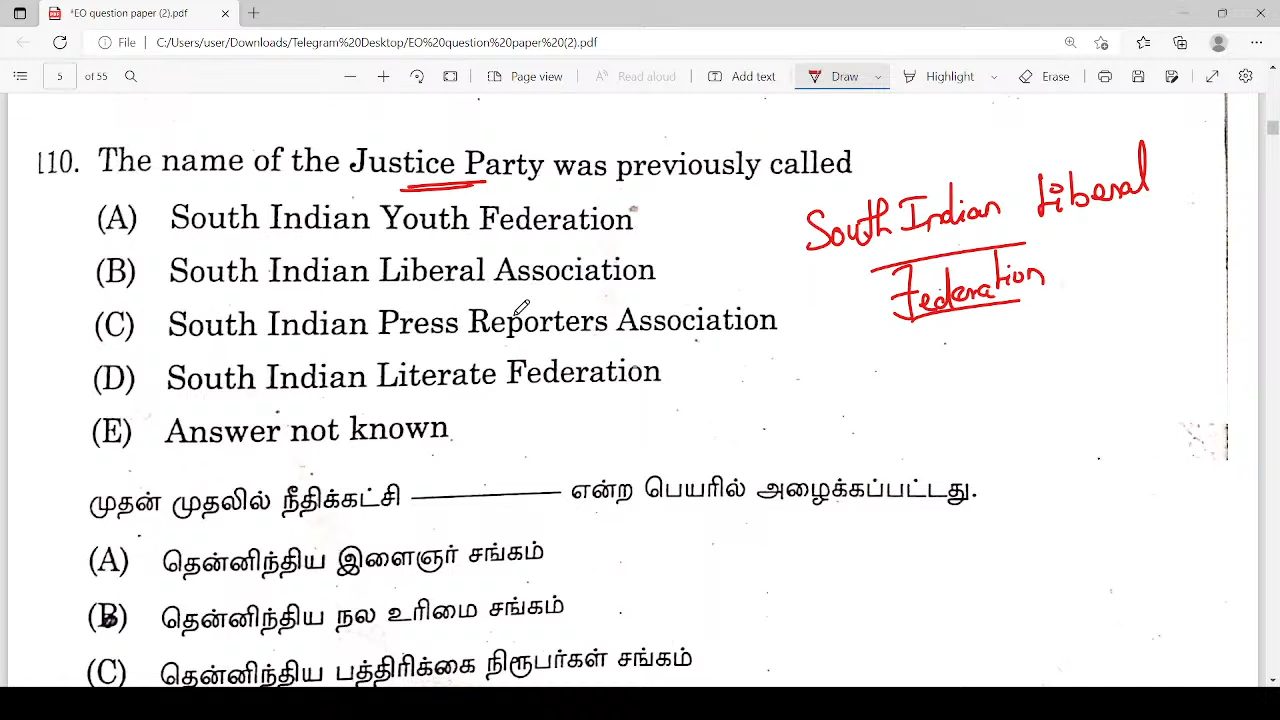 *EO question paper (2).pdf
File C:/Users/user/Downloads/Telegram%20Desktop/EO%20question%20paper%20(2).pdf
5 of 55 Page view Read aloud Add text Draw Highlight Erase
110. The name of the Justice Party was previously called
(A) South Indian Youth Federation
(B) South Indian Liberal Association
(C) South Indian Press Reporters Association
(D) South Indian Literate Federation
(E) Answer not known
South Indian Liberal
Federation
முதன் முதலில் நீதிக்கட்சி ———— என்ற பெயரில் அழைக்கப்பட்டது.
(A) தென்னிந்திய இளைஞர் சங்கம்
(B) தென்னிந்திய நல உரிமை சங்கம்
(C) தென்னிந்திய பத்திரிக்கை நிருபர்கள் சங்கம்